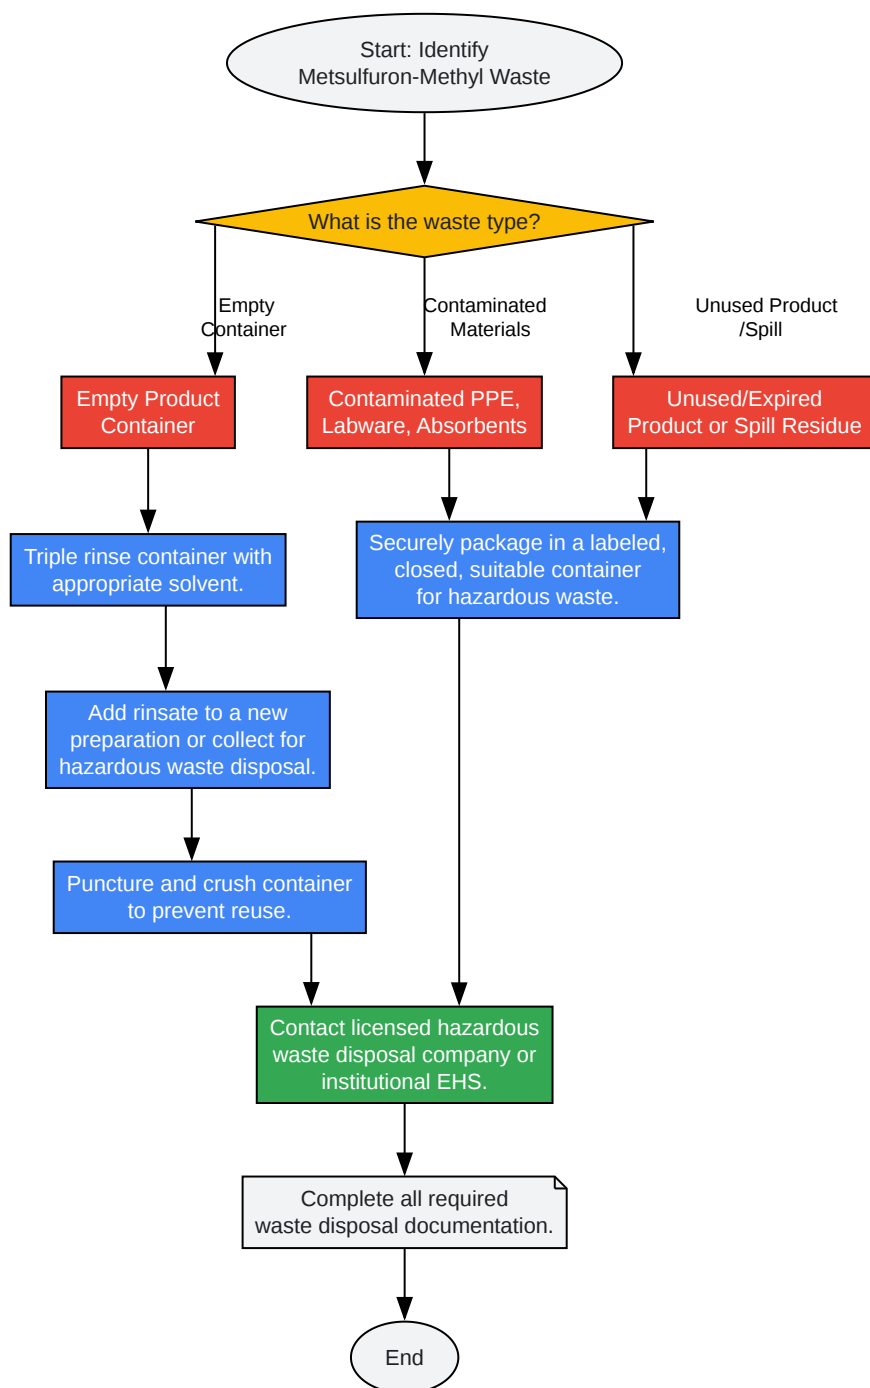 Start: Identify
Metsulfuron-Methyl Waste
What is the waste type?
Empty
Container
Contaminated
Materials
Unused Product
/Spill
Empty Product
Container
Contaminated PPE,
Labware, Absorbents
Unused/Expired
Product or Spill Residue
Triple rinse container with
appropriate solvent.
Securely package in a labeled,
closed, suitable container
for hazardous waste.
Add rinsate to a new
preparation or collect for
hazardous waste disposal.
Puncture and crush container
to prevent reuse.
Contact licensed hazardous
waste disposal company or
institutional EHS.
Complete all required
waste disposal documentation.
End